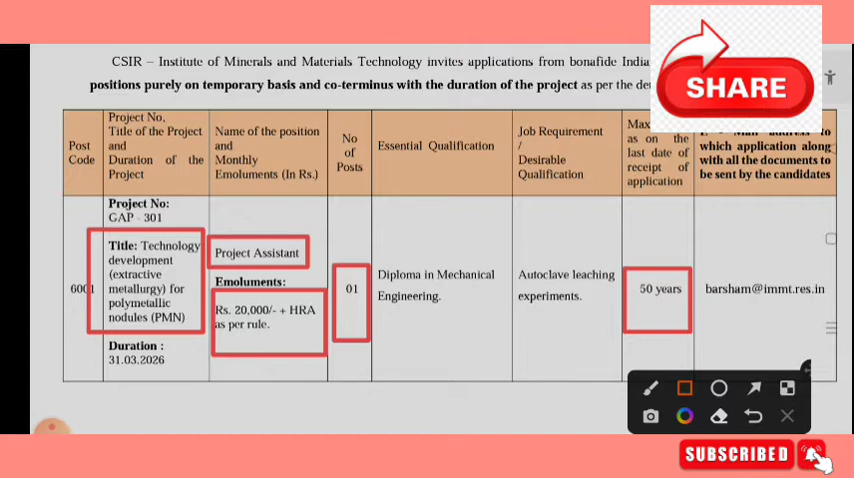 CSIR – Institute of Minerals and Materials Technology invites applications from bonafide India
positions purely on temporary basis and co-terminus with the duration of the project as per the de
SHARE
Post
Code
Project No,
Title of the Project
and
Duration of the
Project
Name of the position
and
Monthly
Emoluments (In Rs.)
No
of
Posts
Essential Qualification
Job Requirement
/
Desirable
Qualification
Max
as on the
last date of
receipt of
application
which application along
with all the documents to
be sent by the candidates
6001
Project No:
GAP - 301
Title: Technology
development
(extractive
metallurgy) for
polymetallic
nodules (PMN)
Duration :
31.03.2026
Project Assistant
Emoluments:
Rs. 20,000/- + HRA
as per rule.
01
Diploma in Mechanical
Engineering.
Autoclave leaching
experiments.
50 years
barsham@immt.res.in
SUBSCRIBED